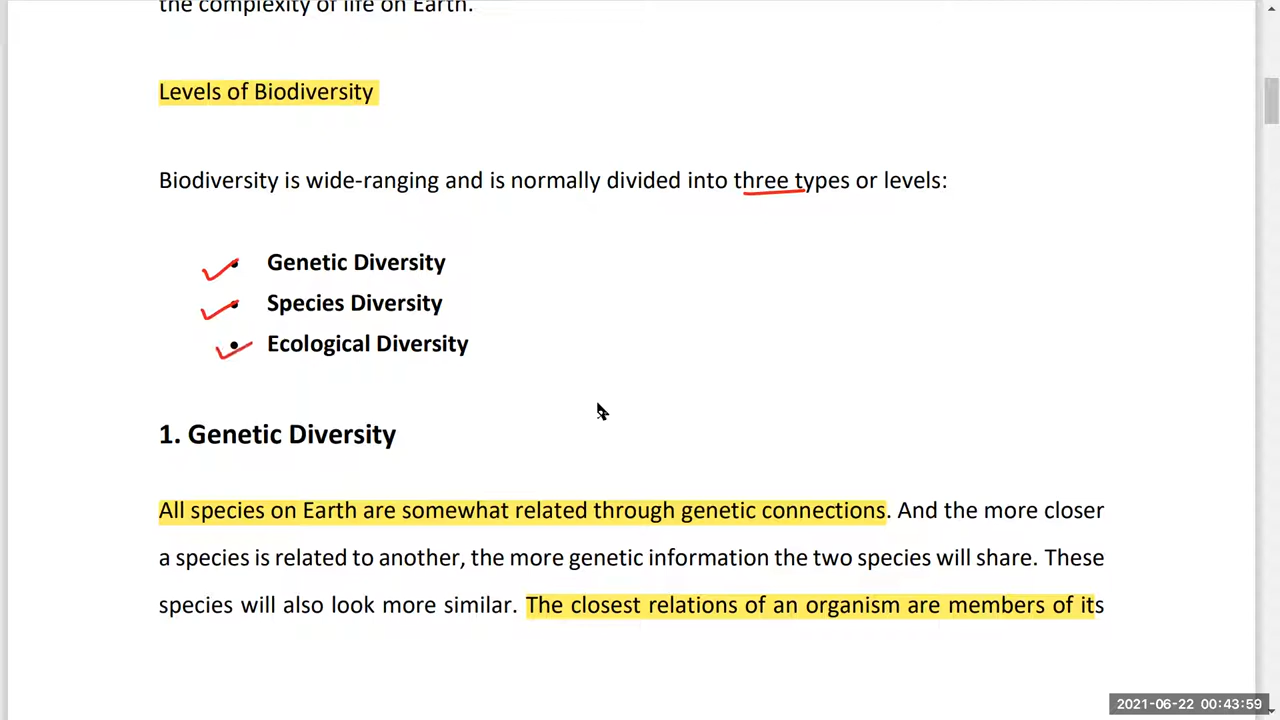 the complexity of life on Earth.
Levels of Biodiversity
Biodiversity is wide-ranging and is normally divided into three types or levels:
• Genetic Diversity
• Species Diversity
• Ecological Diversity
1. Genetic Diversity
All species on Earth are somewhat related through genetic connections. And the more closer
a species is related to another, the more genetic information the two species will share. These
species will also look more similar. The closest relations of an organism are members of its
2021-06-22 00:43:59